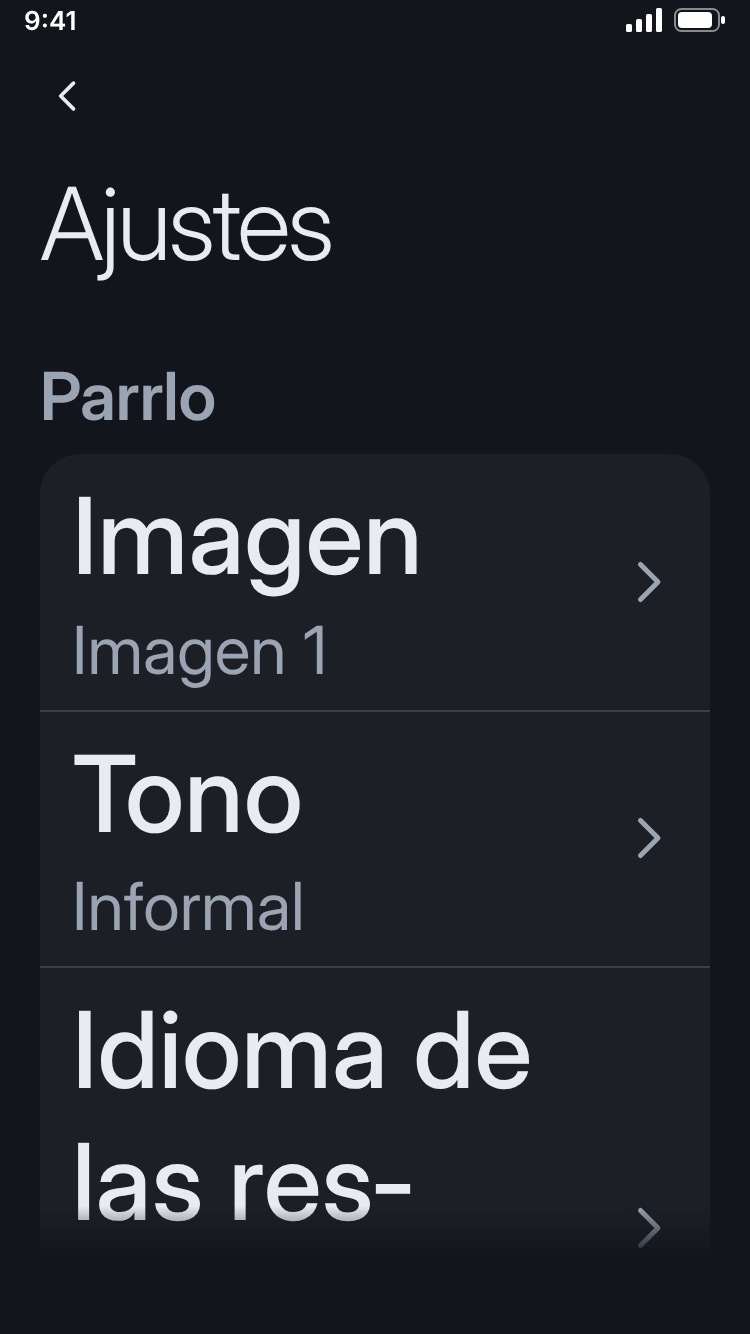 9:41
Ajustes
Parrlo
Imagen
Imagen 1
Tono
Informal
Idioma de
las res-